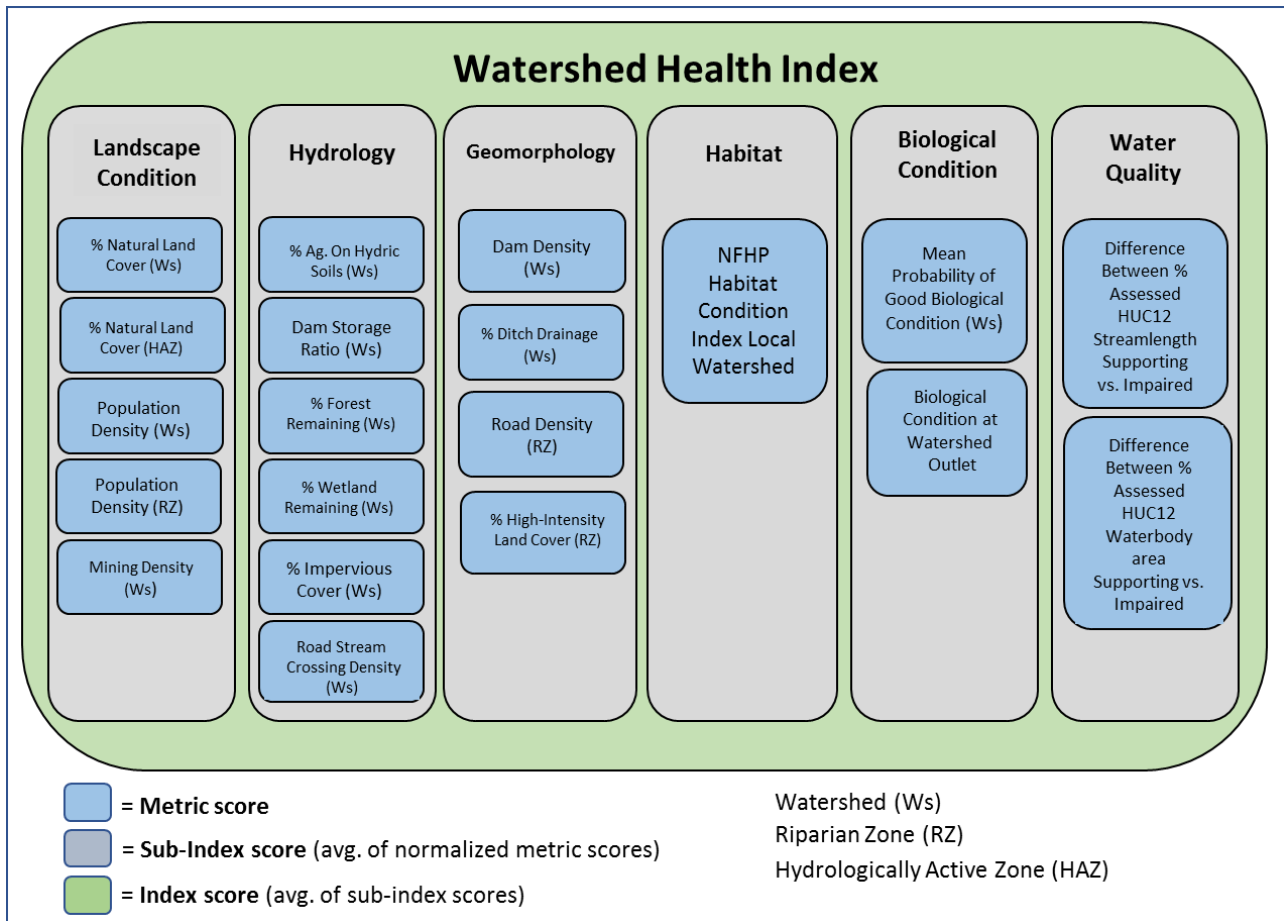 Watershed Health Index
Landscape
Condition
% Natural Land
Cover (Ws)
% Natural Land
Cover (HAZ)
Population
Density (Ws)
Population
Density (RZ)
Mining Density
(Ws)
Hydrology
% Ag. On Hydric
Soils (Ws)
Dam Storage
Ratio (Ws)
% Forest
Remaining (Ws)
% Wetland
Remaining (Ws)
% Impervious
Cover (Ws)
Road Stream
Crossing Density
(Ws)
Geomorphology
Dam Density
(Ws)
% Ditch Drainage
(Ws)
Road Density
(RZ)
% High-Intensity
Land Cover (RZ)
Habitat
NFHP
Habitat
Condition
Index Local
Watershed
Biological
Condition
Mean
Probability of
Good Biological
Condition (Ws)
Biological
Condition at
Watershed
Outlet
Water
Quality
Difference
Between %
Assessed
HUC12
Streamlength
Supporting
vs. Impaired
Difference
Between %
Assessed
HUC12
Waterbody
area
Supporting vs.
Impaired
= Metric score
= Sub-Index score (avg. of normalized metric scores)
= Index score (avg. of sub-index scores)
Watershed (Ws)
Riparian Zone (RZ)
Hydrologically Active Zone (HAZ)